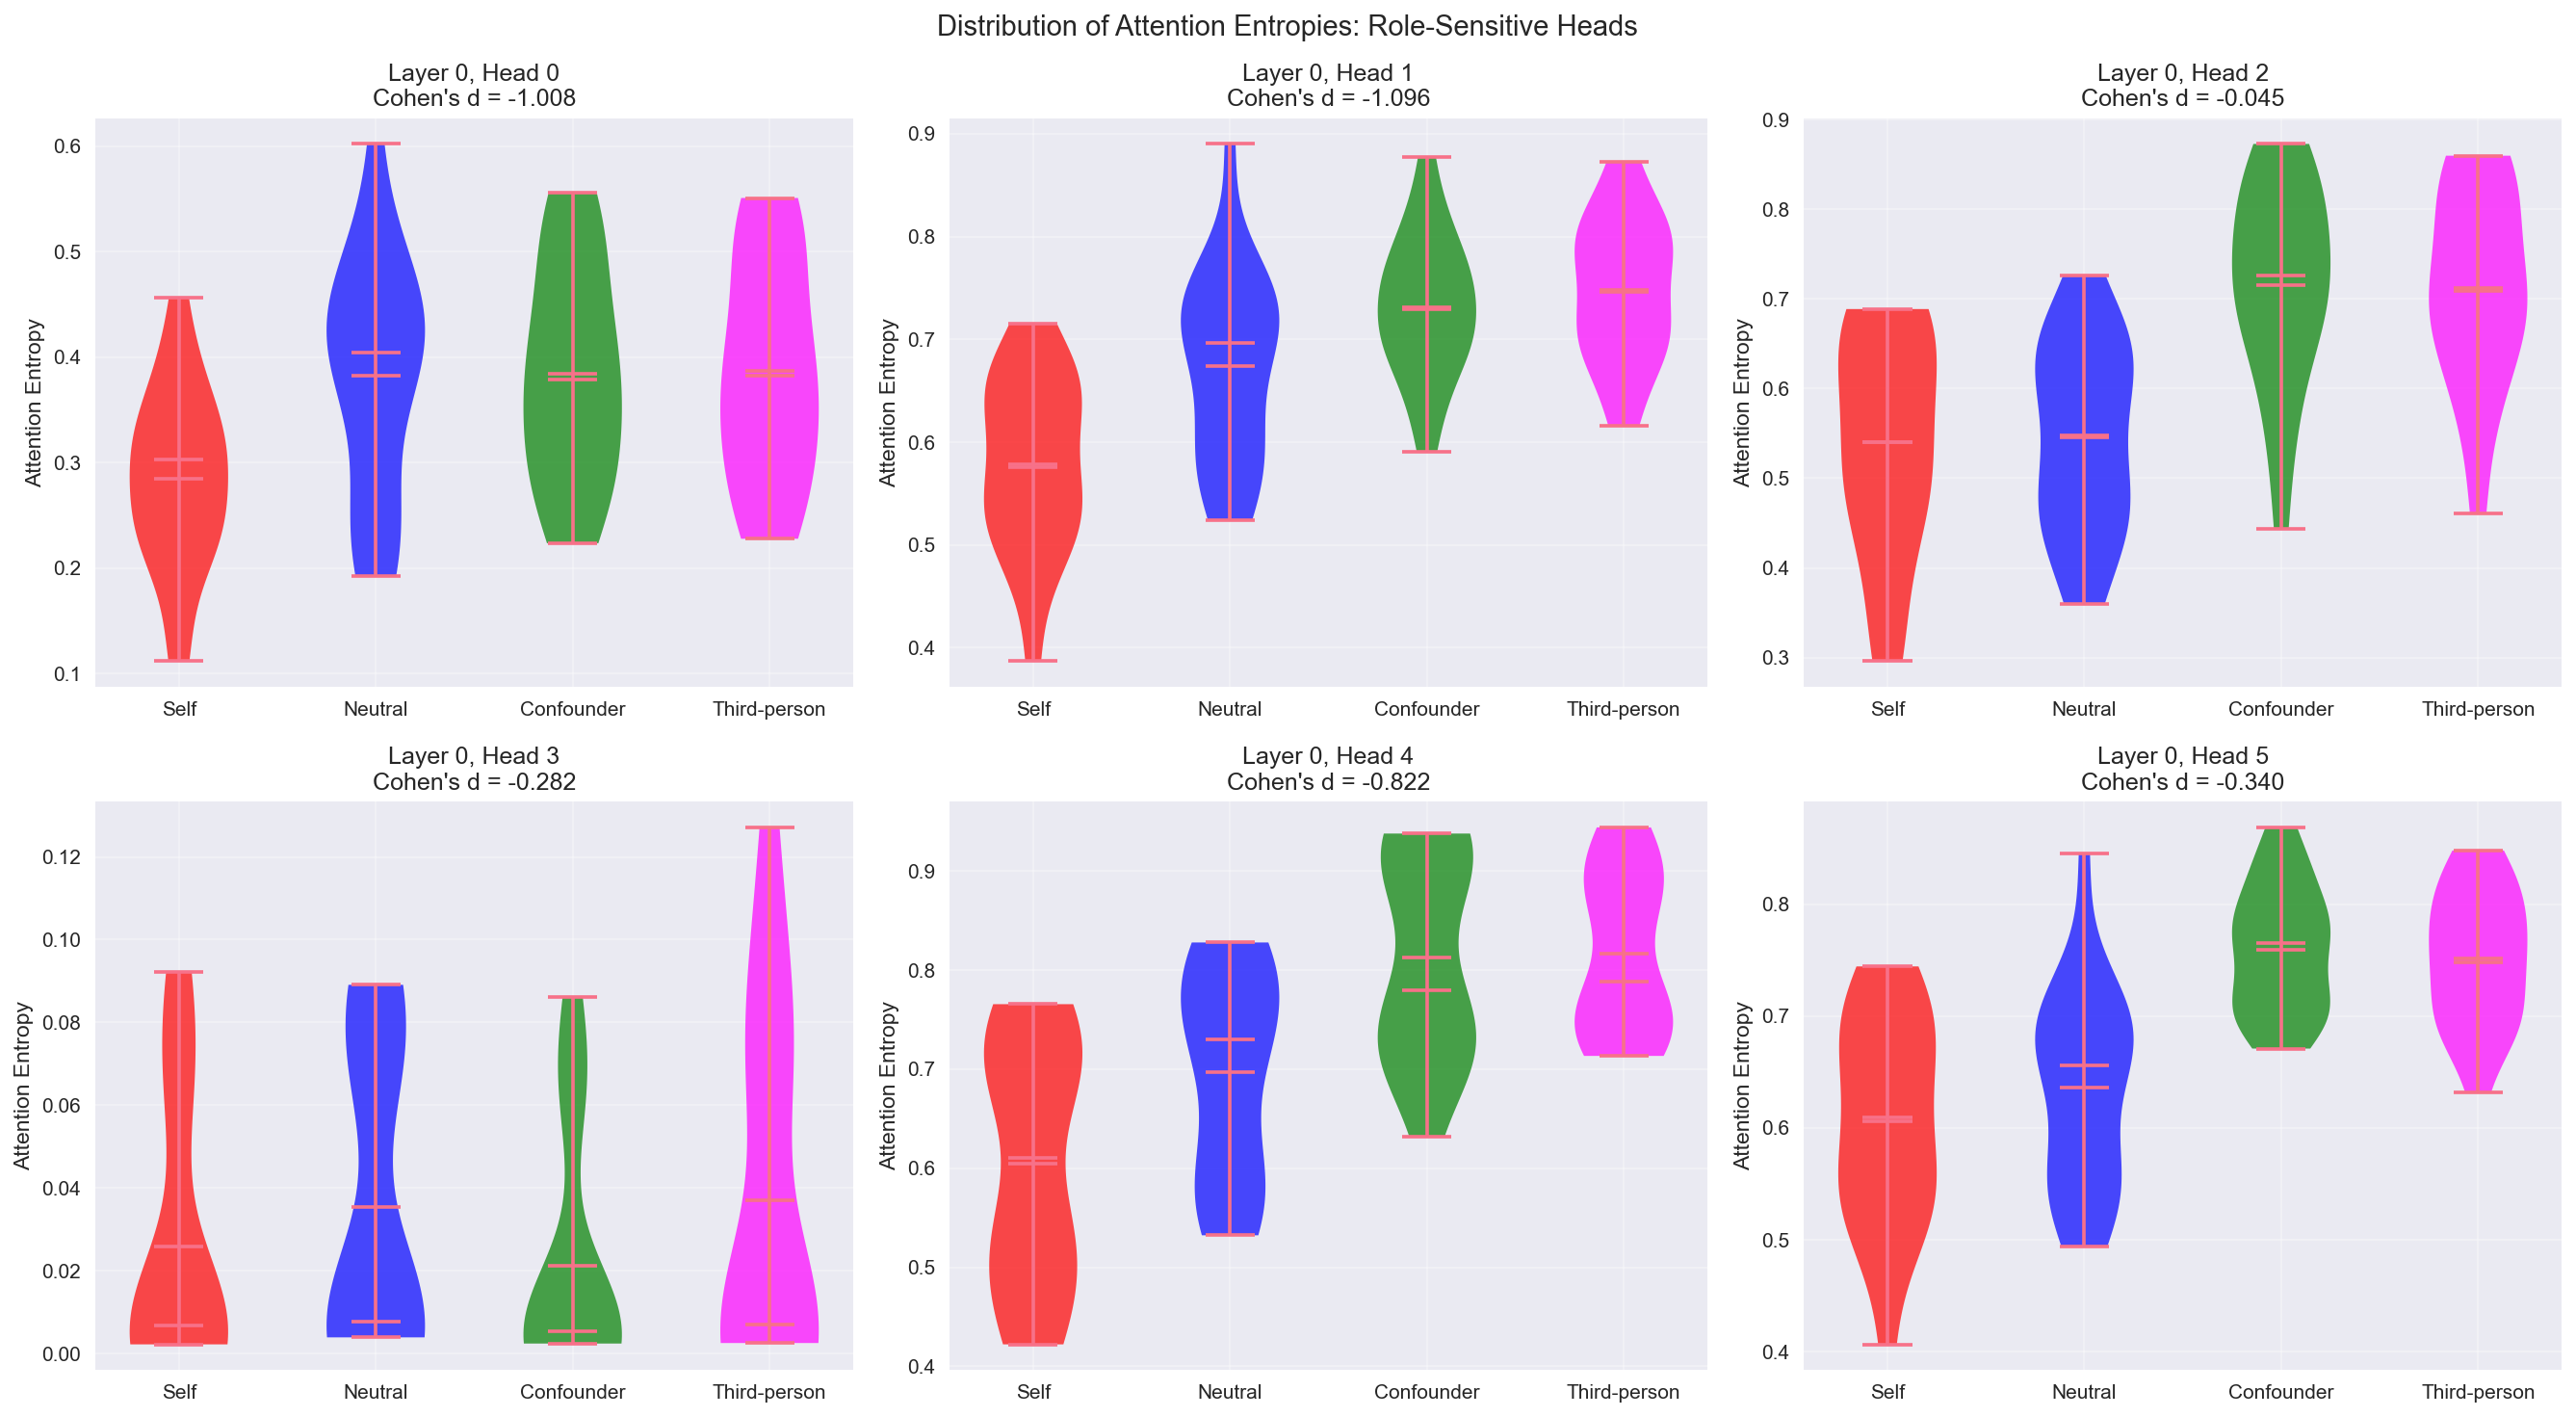 Distribution of Attention Entropies: Role-Sensitive Heads
Layer 0, Head 0
Cohen's d = -1.008
Attention Entropy
0.6
0.5
0.4
0.3
0.2
0.1
Self Neutral Confounder Third-person
Layer 0, Head 1
Cohen's d = -1.096
Attention Entropy
0.9
0.8
0.7
0.6
0.5
0.4
Self Neutral Confounder Third-person
Layer 0, Head 2
Cohen's d = -0.045
Attention Entropy
0.9
0.8
0.7
0.6
0.5
0.4
0.3
Self Neutral Confounder Third-person
Layer 0, Head 3
Cohen's d = -0.282
Attention Entropy
0.12
0.10
0.08
0.06
0.04
0.02
0.00
Self Neutral Confounder Third-person
Layer 0, Head 4
Cohen's d = -0.822
Attention Entropy
0.9
0.8
0.7
0.6
0.5
0.4
Self Neutral Confounder Third-person
Layer 0, Head 5
Cohen's d = -0.340
Attention Entropy
0.8
0.7
0.6
0.5
0.4
Self Neutral Confounder Third-person